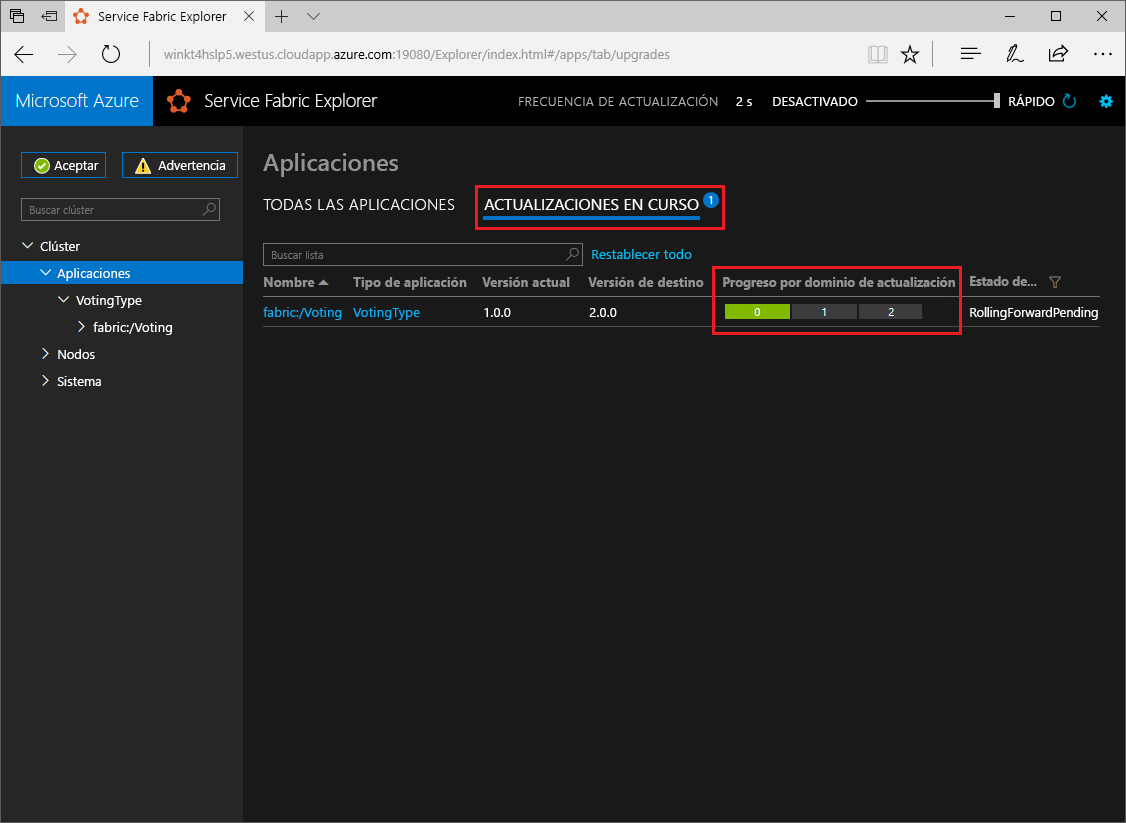 Service Fabric Explorer
winkt4hslp5.westus.cloudapp.azure.com:19080/Explorer/index.html#/apps/tab/upgrades
Microsoft Azure
Service Fabric Explorer
FRECUENCIA DE ACTUALIZACIÓN 2 s DESACTIVADO RÁPIDO
Aceptar
Advertencia
Buscar clúster
Clúster
Aplicaciones
VotingType
fabric:/Voting
Nodos
Sistema
Aplicaciones
TODAS LAS APLICACIONES
ACTUALIZACIONES EN CURSO 1
Buscar lista
Restablecer todo
Nombre Tipo de aplicación Versión actual Versión de destino Progreso por dominio de actualización Estado de...
fabric:/Voting VotingType 1.0.0 2.0.0 0 1 2 RollingForwardPending